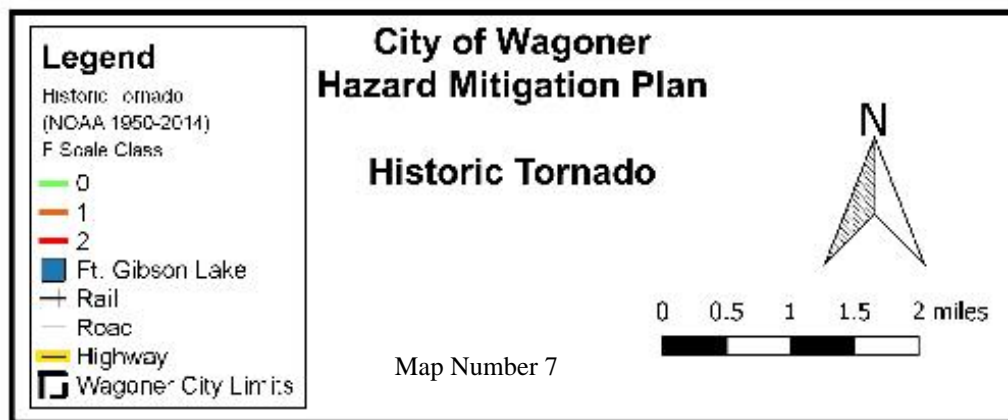 Legend
Historic Tornado
(NOAA 1950-2014)
F Scale Class
0
1
2
Ft. Gibson Lake
Rail
Road
Highway
Wagoner City Limits
City of Wagoner
Hazard Mitigation Plan
Historic Tornado
Map Number 7
N
0 0.5 1 1.5 2 miles